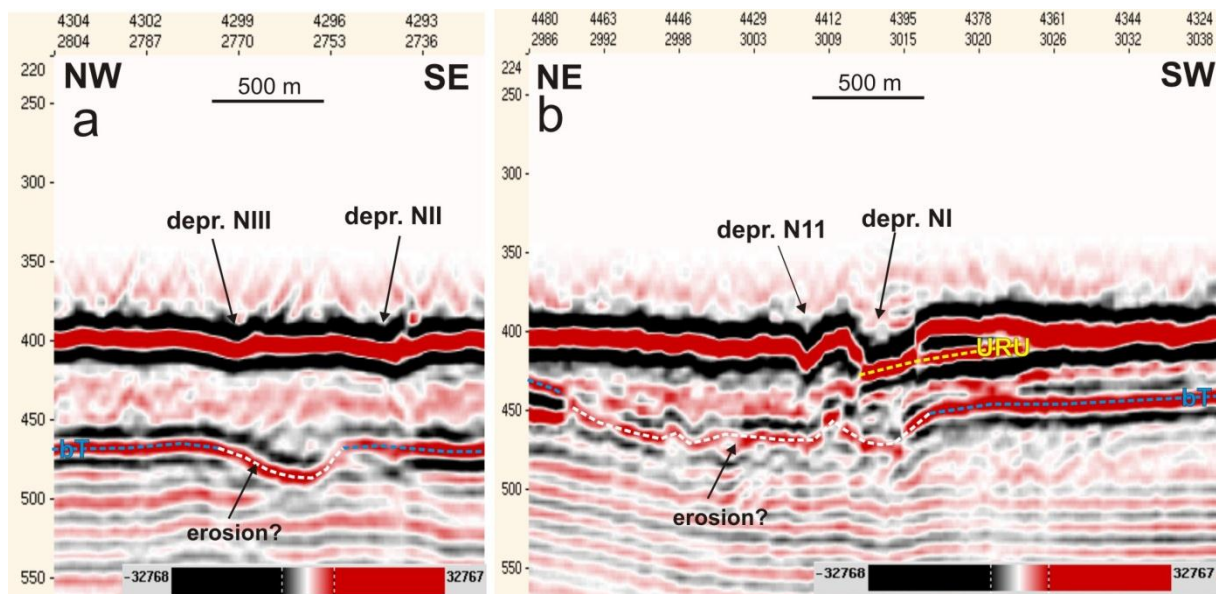 4304 4302 4299 4296 4293
2804 2787 2770 2753 2736
NW SE
500 m
a
220
250
300
350
400
450
500
550
depr. NIII
depr. NII
bT
erosion?
-32768 32767
4480 4463 4446 4429 4412 4395 4378 4361 4344 4324
2986 2992 2998 3003 3009 3015 3020 3026 3032 3038
NE SW
500 m
b
224
250
300
350
400
450
500
550
depr. N11
depr. NI
URU
bT
erosion?
-32768 32767